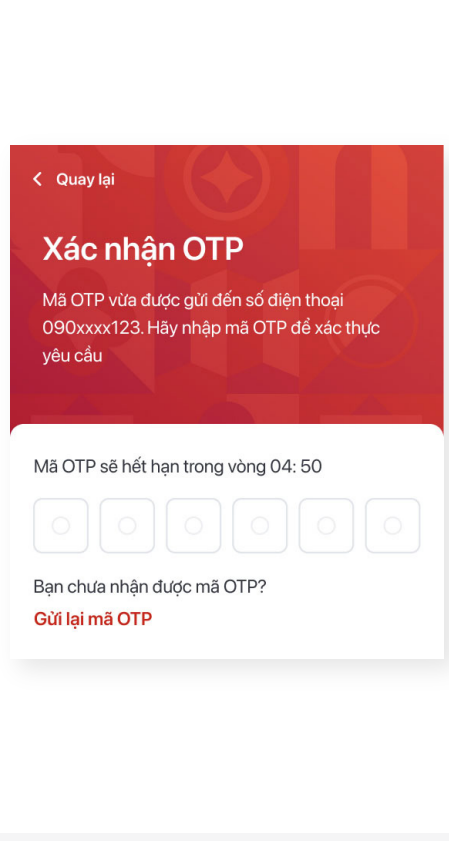 Quay lại
Xác nhận OTP
Mã OTP vừa được gửi đến số điện thoại
090xxxx123. Hãy nhập mã OTP để xác thực
yêu cầu
Mã OTP sẽ hết hạn trong vòng 04: 50
Bạn chưa nhận được mã OTP?
Gửi lại mã OTP